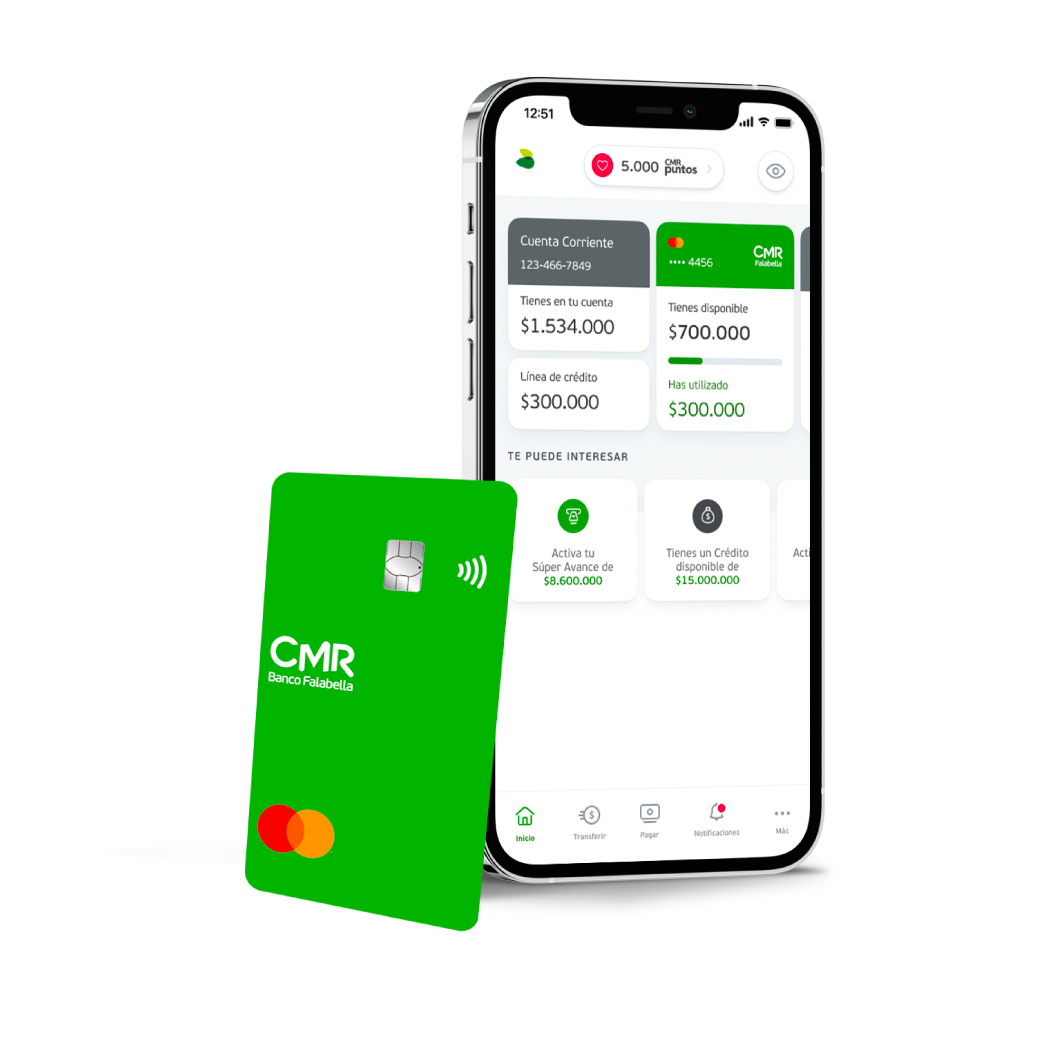 12:51
5.000 CMR puntos
Cuenta Corriente
123-466-7849
Tienes en tu cuenta
$1.534.000
Línea de crédito
$300.000
•••• 4456
CMR
Falabella
Tienes disponible
$700.000
Has utilizado
$300.000
TE PUEDE INTERESAR
Activa tu
Súper Avance de
$8.600.000
Tienes un Crédito
disponible de
$15.000.000
Acti
Inicio
Transferir
Pagar
Notificaciones
Más
CMR
Banco Falabella